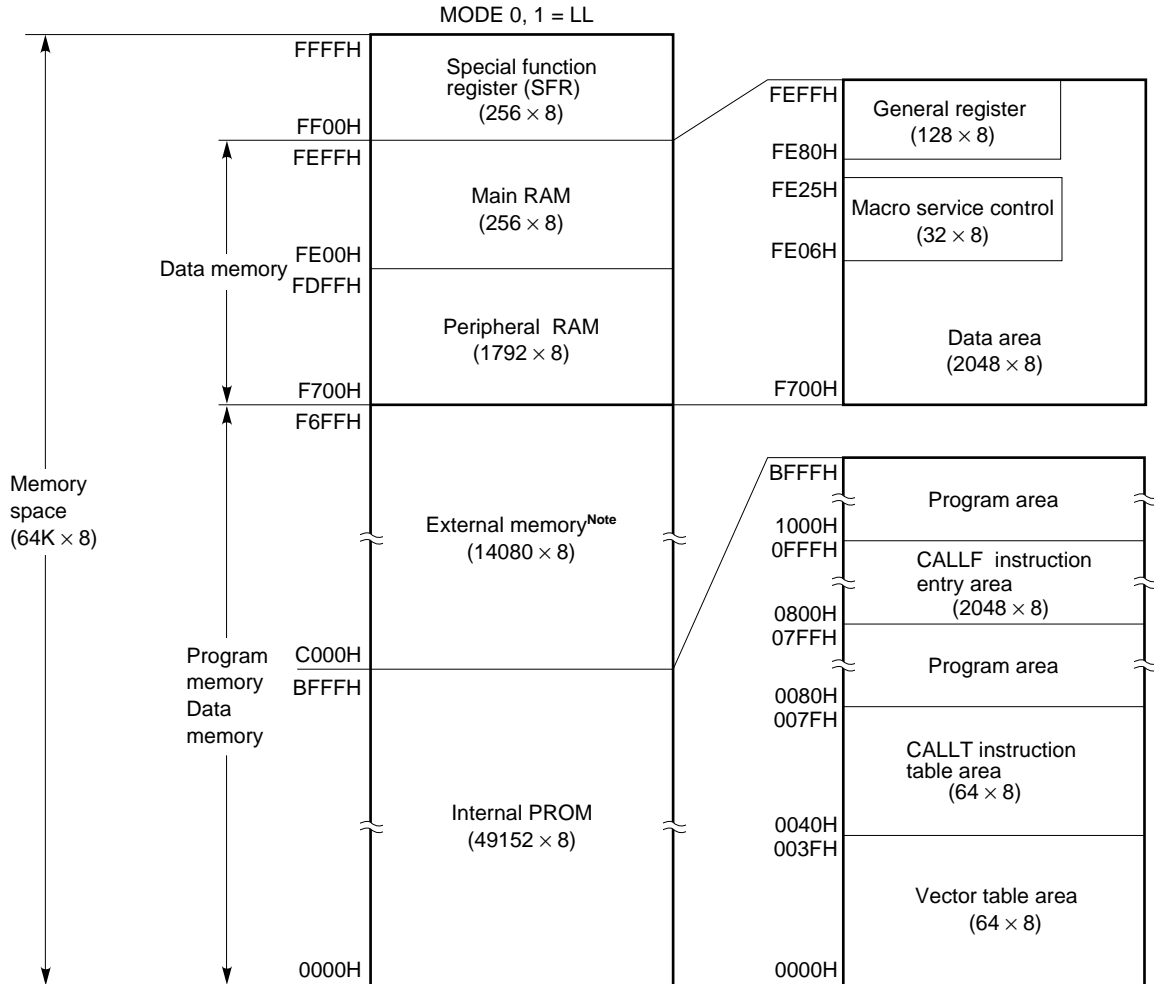 MODE 0, 1 = LL
FFFFH
Special function
register (SFR)
(256 × 8)
FF00H
FEFFH
Main RAM
(256 × 8)
FE00H
Data memory
FDFFH
Peripheral RAM
(1792 × 8)
F700H
F6FFH
Memory
space
(64K × 8)
External memoryNote
(14080 × 8)
Program
memory
Data
memory
C000H
BFFFH
Internal PROM
(49152 × 8)
0000H
FEFFH
General register
(128 × 8)
FE80H
FE25H
Macro service control
(32 × 8)
FE06H
Data area
(2048 × 8)
F700H
BFFFH
Program area
1000H
0FFFH
CALLF instruction
entry area
(2048 × 8)
0800H
07FFH
Program area
0080H
007FH
CALLT instruction
table area
(64 × 8)
0040H
003FH
Vector table area
(64 × 8)
0000H